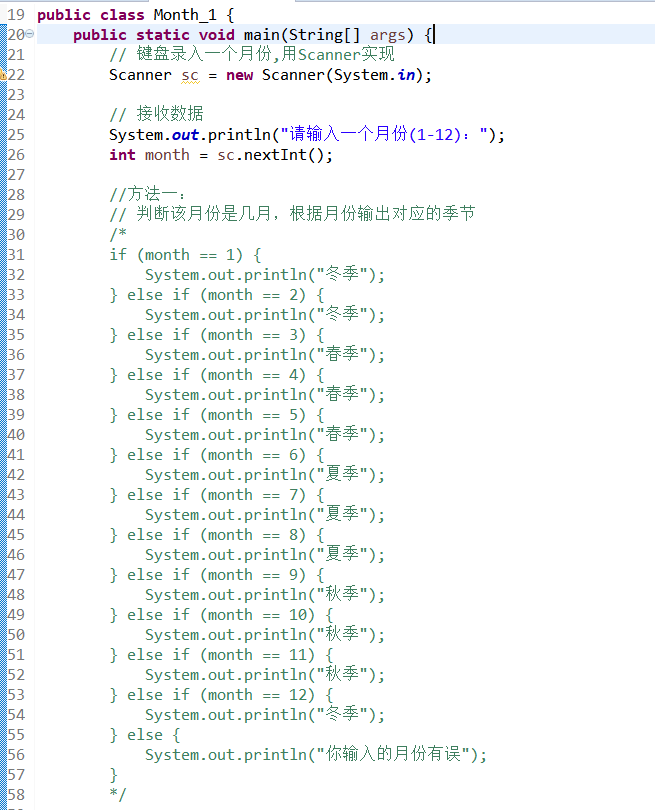 19 public class Month_1 {
20 public static void main(String[] args) {
21 // 键盘录入一个月份,用Scanner实现
22 Scanner sc = new Scanner(System.in);
23
24 // 接收数据
25 System.out.println("请输入一个月份(1-12)：");
26 int month = sc.nextInt();
27
28 //方法一：
29 // 判断该月份是几月，根据月份输出对应的季节
30 /*
31 if (month == 1) {
32 System.out.println("冬季");
33 } else if (month == 2) {
34 System.out.println("冬季");
35 } else if (month == 3) {
36 System.out.println("春季");
37 } else if (month == 4) {
38 System.out.println("春季");
39 } else if (month == 5) {
40 System.out.println("春季");
41 } else if (month == 6) {
42 System.out.println("夏季");
43 } else if (month == 7) {
44 System.out.println("夏季");
45 } else if (month == 8) {
46 System.out.println("夏季");
47 } else if (month == 9) {
48 System.out.println("秋季");
49 } else if (month == 10) {
50 System.out.println("秋季");
51 } else if (month == 11) {
52 System.out.println("秋季");
53 } else if (month == 12) {
54 System.out.println("冬季");
55 } else {
56 System.out.println("你输入的月份有误");
57 }
58 */